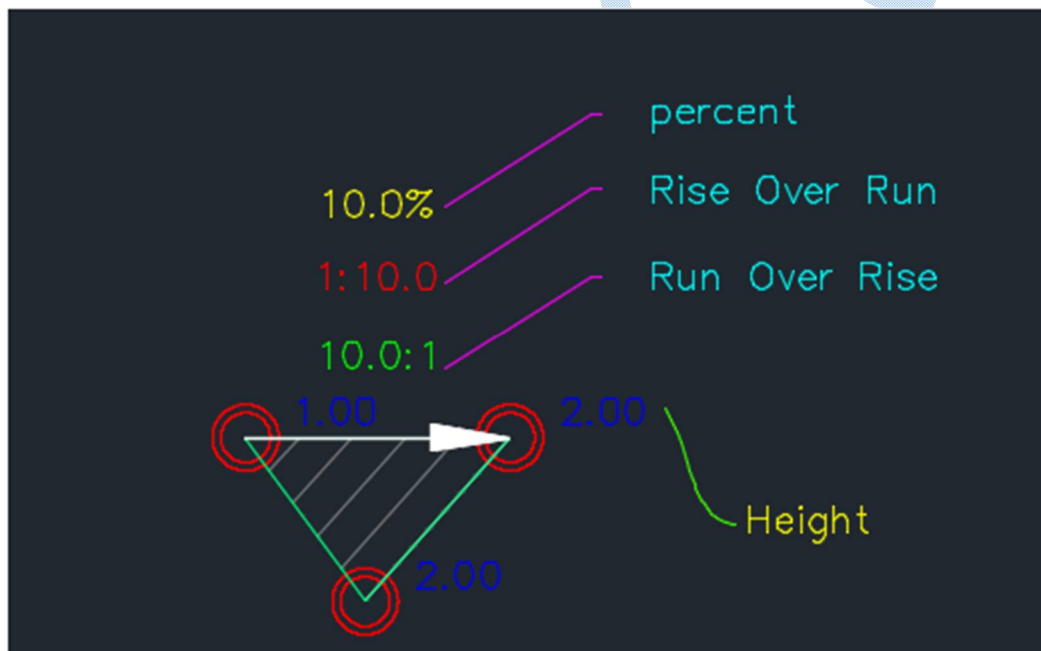 percent
10.0%
Rise Over Run
1:10.0
Run Over Rise
10.0:1
1.00
2.00
Height
2.00